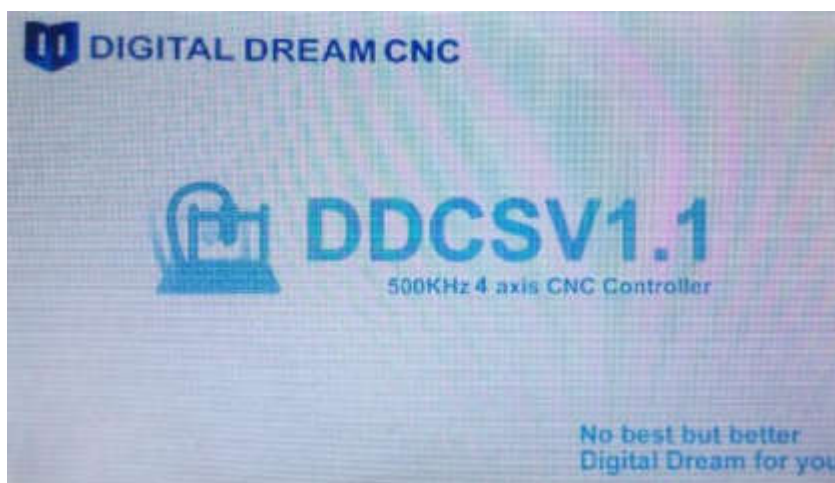 DIGITAL DREAM CNC
DDCSV1.1
500KHz 4 axis CNC Controller
No best but better
Digital Dream for you